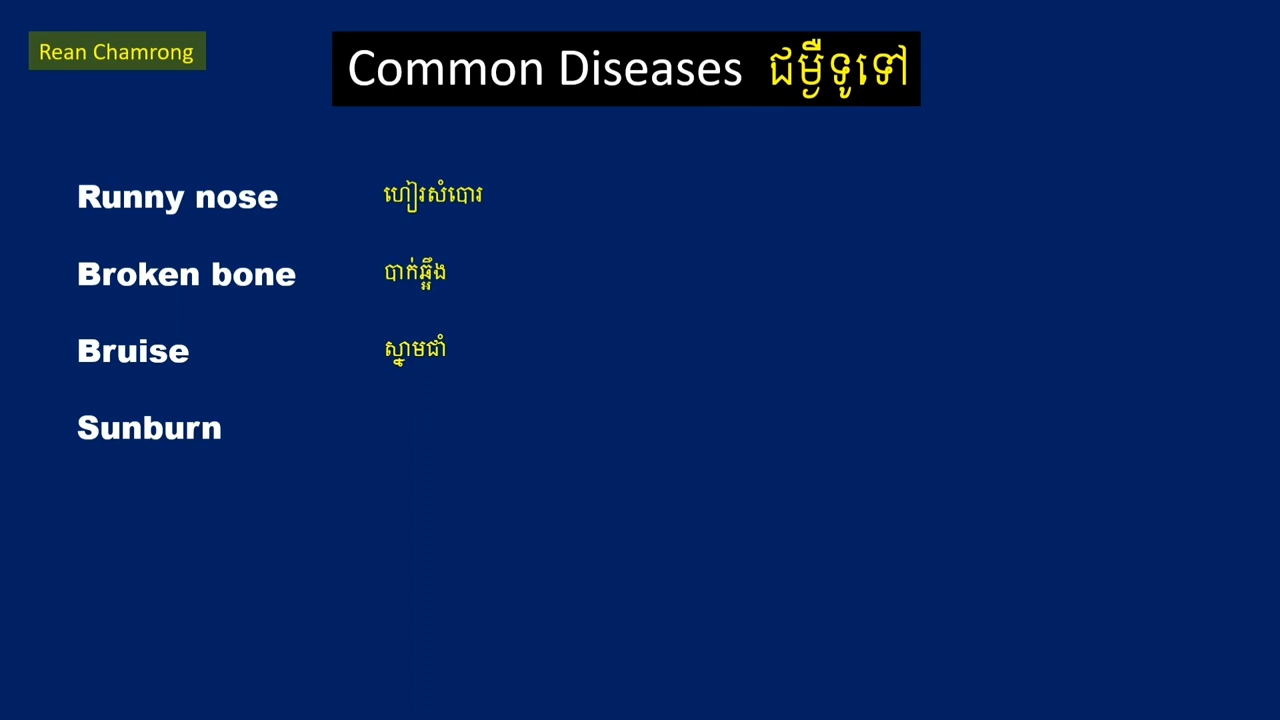 Rean Chamrong
Common Diseases ជម្ងឺទូទៅ
Runny nose ហៀរសំបោរ
Broken bone បាក់ឆ្អឹង
Bruise ស្នាមជាំ
Sunburn